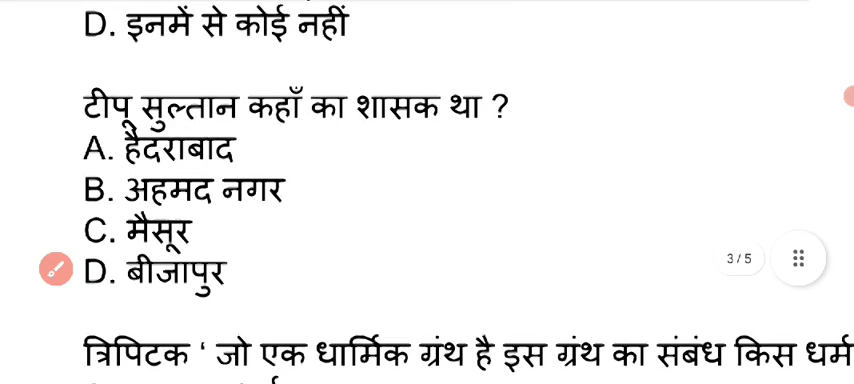 D. इनमें से कोई नहीं
टीपू सुल्तान कहाँ का शासक था ?
A. हैदराबाद
B. अहमद नगर
C. मैसूर
D. बीजापुर
3 / 5
त्रिपिटक ‘ जो एक धार्मिक ग्रंथ है इस ग्रंथ का संबंध किस धर्म